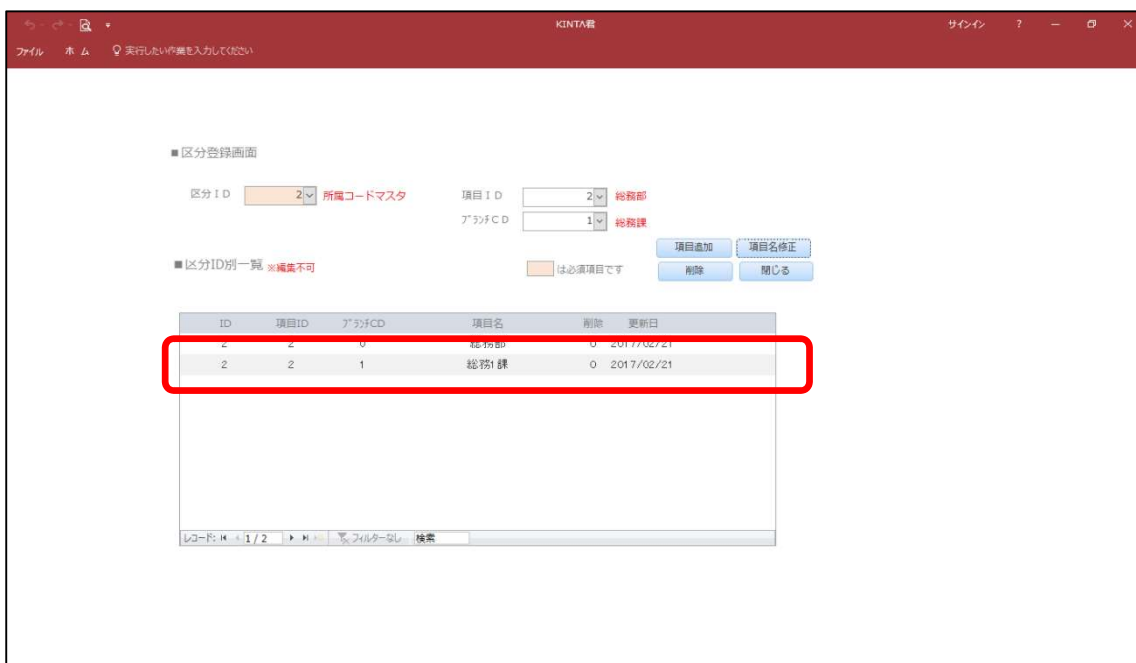 KINTA君 サインイン ?
ファイル ホーム 実行したい作業を入力してください
■区分登録画面
区分ID 2 所属コードマスタ 項目ID 2 総務部
ブランチCD 1 総務課
項目追加 項目名修正
■区分ID別一覧 ※編集不可 は必須項目です 削除 閉じる
ID 項目ID ブランチCD 項目名 削除 更新日
2 2 0 総務部 0 2017/02/21
2 2 1 総務1課 0 2017/02/21
レコード: 1 / 2 フィルターなし 検索